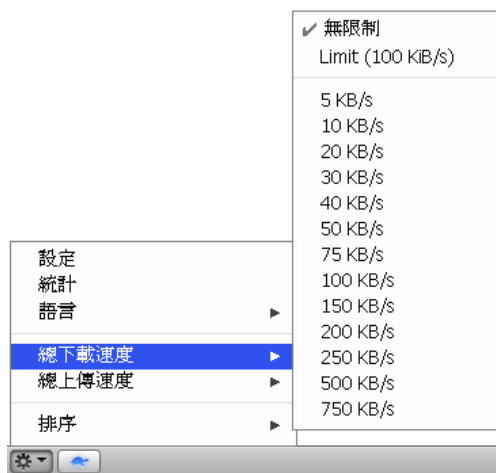 無限制
Limit (100 KiB/s)
5 KB/s
10 KB/s
20 KB/s
30 KB/s
40 KB/s
50 KB/s
75 KB/s
100 KB/s
150 KB/s
200 KB/s
250 KB/s
500 KB/s
750 KB/s
設定
統計
語言
總下載速度
總上傳速度
排序